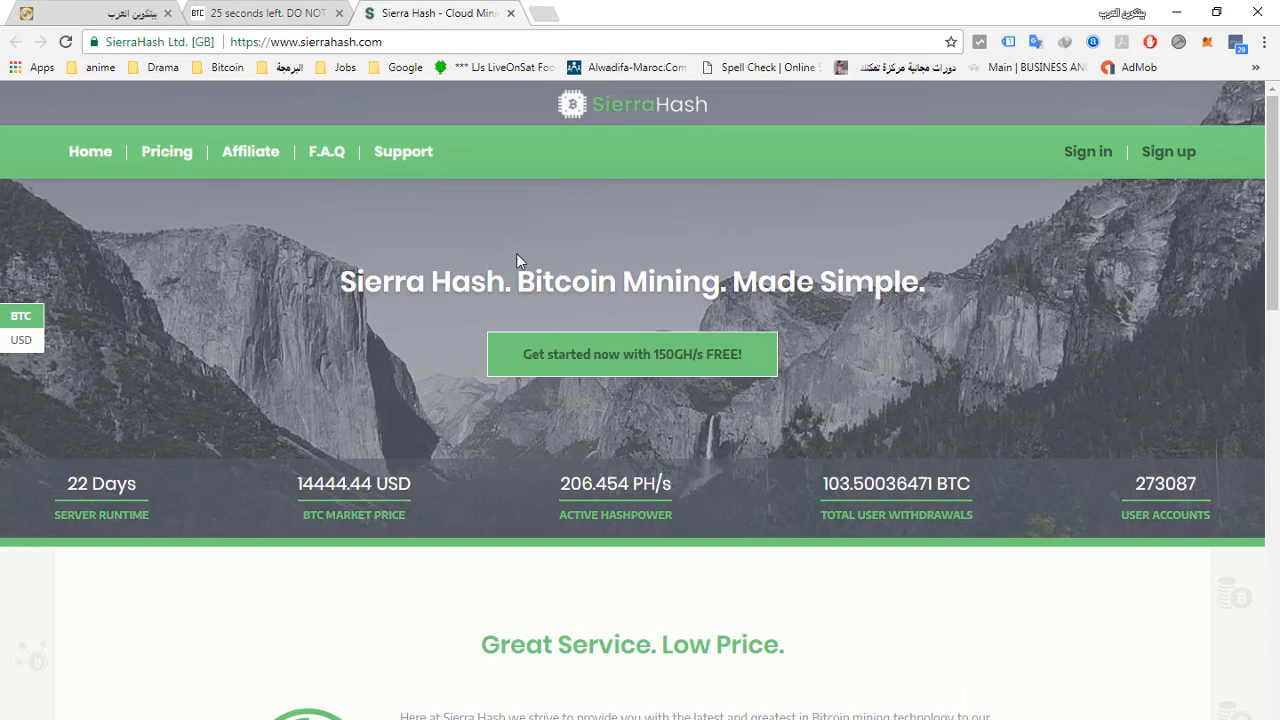 بيتكوين العرب
25 seconds left. DO NOT
Sierra Hash - Cloud Mini
بيتكوين العرب
SierraHash Ltd. [GB]
https://www.sierrahash.com
Apps
anime
Drama
Bitcoin
البرمجة
Jobs
Google
*** LIs LiveOnSat Foo
Alwadifa-Maroc.Com
Spell Check | Online S
دورات مجانية مركزة تمكنك
Main | BUSINESS AN
AdMob
SierraHash
Home
Pricing
Affiliate
F.A.Q
Support
Sign in
Sign up
Sierra Hash. Bitcoin Mining. Made Simple.
BTC
USD
Get started now with 150GH/s FREE!
22 Days
14444.44 USD
206.454 PH/s
103.50036471 BTC
273087
SERVER RUNTIME
BTC MARKET PRICE
ACTIVE HASHPOWER
TOTAL USER WITHDRAWALS
USER ACCOUNTS
Great Service. Low Price.
Here at Sierra Hash we strive to provide you with the latest and greatest in Bitcoin mining technology to our